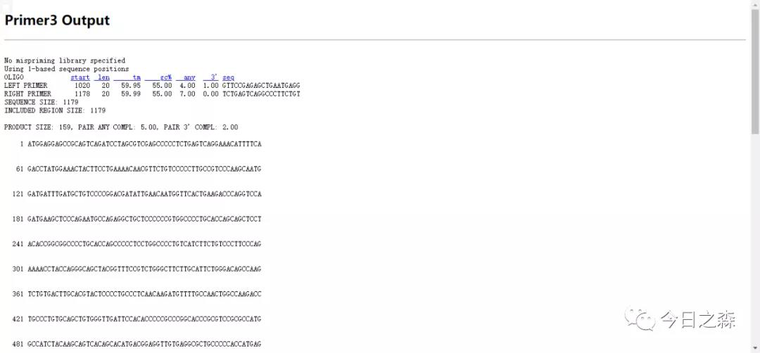 Primer3 Output
No mispriming library specified
Using 1-based sequence positions
OLIGO start len tm gc% any 3' seq
LEFT PRIMER 1020 20 59.95 55.00 4.00 1.00 GTTCCGAGAGCTGAATGAGG
RIGHT PRIMER 1178 20 59.99 55.00 7.00 0.00 TCTGAGTCAGGCCCTTCTGT
SEQUENCE SIZE: 1179
INCLUDED REGION SIZE: 1179
PRODUCT SIZE: 159, PAIR ANY COMPL: 5.00, PAIR 3' COMPL: 2.00
1 ATGGAGGAGCCGCAGTCAGATCCTAGCGTCGAGCCCCCTCTGAGTCAGGAAACATTTTCA
61 GACCTATGGAAACTACTTCCTGAAAACAACGTTCTGTCCCCCTTGCCGTCCCAAGCAATG
121 GATGATTTGATGCTGTCCCCGGACGATATTGAACAATGGTTCACTGAAGACCCAGGTCCA
181 GATGAAGCTCCCAGAATGCCAGAGGCTGCTCCCCCCGTGGCCCCTGCACCAGCAGCTCCT
241 ACACCGGCGGCCCCTGCACCAGCCCCCTCCTGGCCCCTGTCATCTTCTGTCCCTTCCCAG
301 AAAACCTACCAGGGCAGCTACGGTTTCCGTCTGGGCTTCTTGCATTCTGGGACAGCCAAG
361 TCTGTGACTTGCACGTACTCCCCTGCCCTCAACAAGATGTTTTGCCAACTGGCCAAGACC
421 TGCCCTGTGCAGCTGTGGGTTGATTCCACACCCCCGCCCGGCACCCGCGTCCGCGCCATG
481 GCCATCTACAAGCAGTCACAGCACATGACGGAGGTTGTGAGGCGCTGCCCCCACCATGAG
今日之森